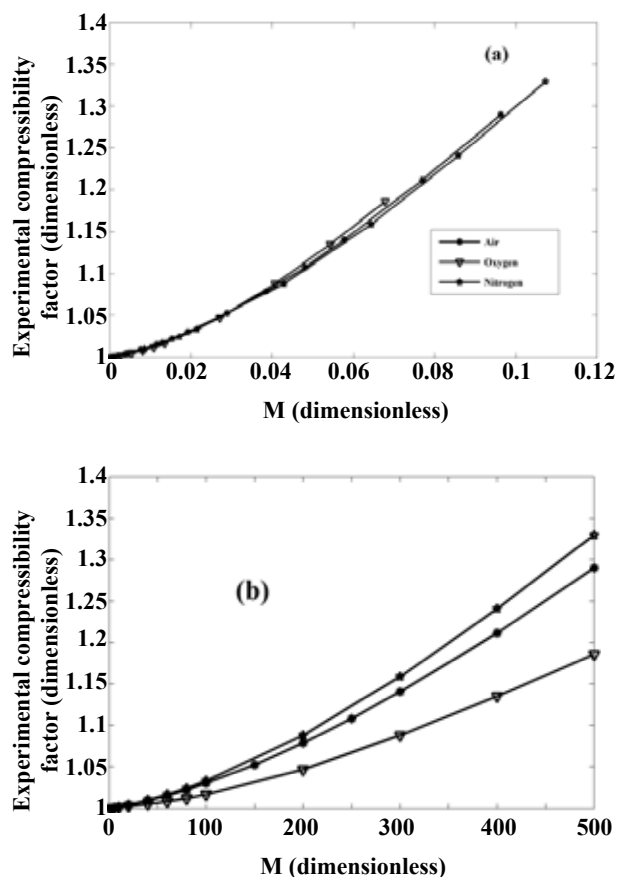 1.4
1.35
1.3
1.25
1.2
1.15
1.1
1.05
1
Experimental compressibility
factor (dimensionless)
(a)
Air
Oxygen
Nitrogen
0 0.02 0.04 0.06 0.08 0.1 0.12
M (dimensionless)
1.4
1.35
1.3
1.25
1.2
1.15
1.1
1.05
1
Experimental compressibility
factor (dimensionless)
(b)
0 100 200 300 400 500
M (dimensionless)